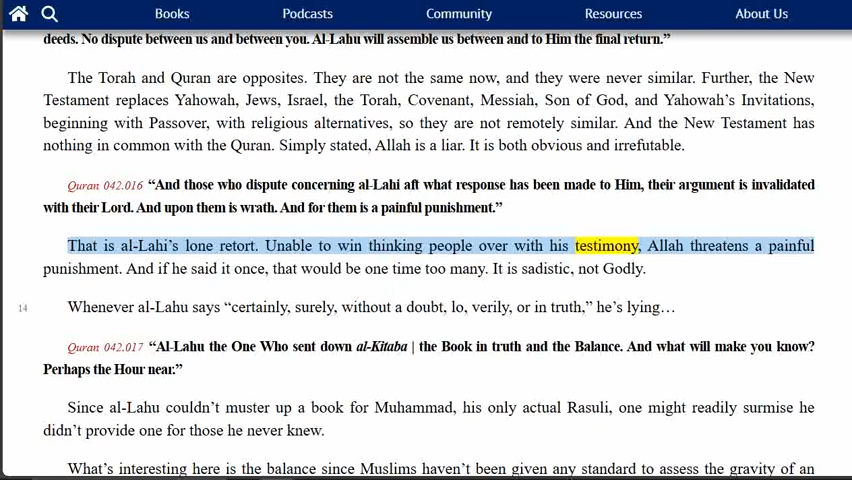 Books Podcasts Community Resources About Us
deeds. No dispute between us and between you. Al-Lahu will assemble us between and to Him the final return.”
The Torah and Quran are opposites. They are not the same now, and they were never similar. Further, the New
Testament replaces Yahowah, Jews, Israel, the Torah, Covenant, Messiah, Son of God, and Yahowah’s Invitations,
beginning with Passover, with religious alternatives, so they are not remotely similar. And the New Testament has
nothing in common with the Quran. Simply stated, Allah is a liar. It is both obvious and irrefutable.
Quran 042.016 “And those who dispute concerning al-Lahi aft what response has been made to Him, their argument is invalidated
with their Lord. And upon them is wrath. And for them is a painful punishment.”
That is al-Lahi’s lone retort. Unable to win thinking people over with his testimony, Allah threatens a painful
punishment. And if he said it once, that would be one time too many. It is sadistic, not Godly.
14 Whenever al-Lahu says “certainly, surely, without a doubt, lo, verily, or in truth,” he’s lying…
Quran 042.017 “Al-Lahu the One Who sent down al-Kitaba | the Book in truth and the Balance. And what will make you know?
Perhaps the Hour near.”
Since al-Lahu couldn’t muster up a book for Muhammad, his only actual Rasuli, one might readily surmise he
didn’t provide one for those he never knew.
What’s interesting here is the balance since Muslims haven’t been given any standard to assess the gravity of an